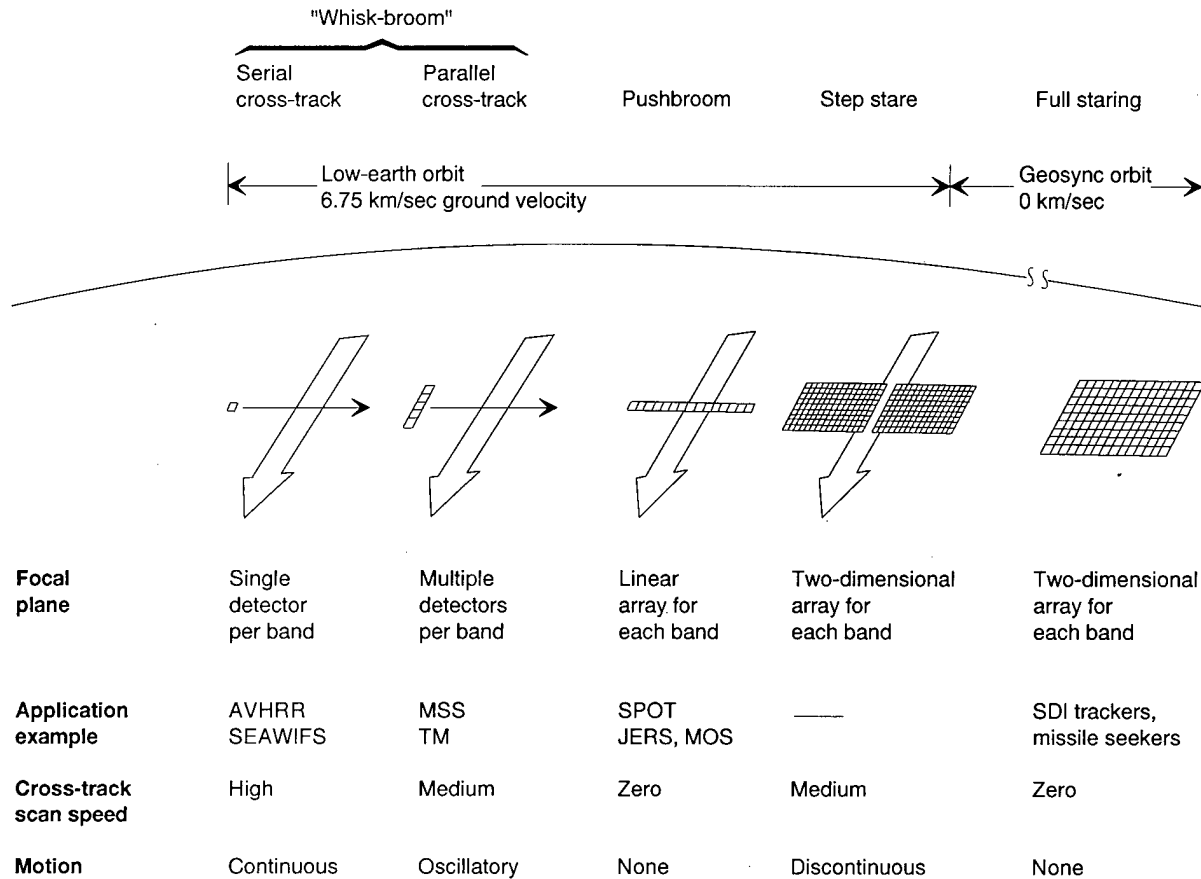 "Whisk-broom"
Serial Parallel
cross-track cross-track Pushbroom Step stare Full staring
Low-earth orbit Geosync orbit
6.75 km/sec ground velocity 0 km/sec
Focal Single Multiple Linear Two-dimensional Two-dimensional
plane detector detectors array for array for array for
per band per band each band each band each band
Application AVHRR MSS SPOT —— SDI trackers,
example SEAWIFS TM JERS, MOS missile seekers
Cross-track High Medium Zero Medium Zero
scan speed
Motion Continuous Oscillatory None Discontinuous None